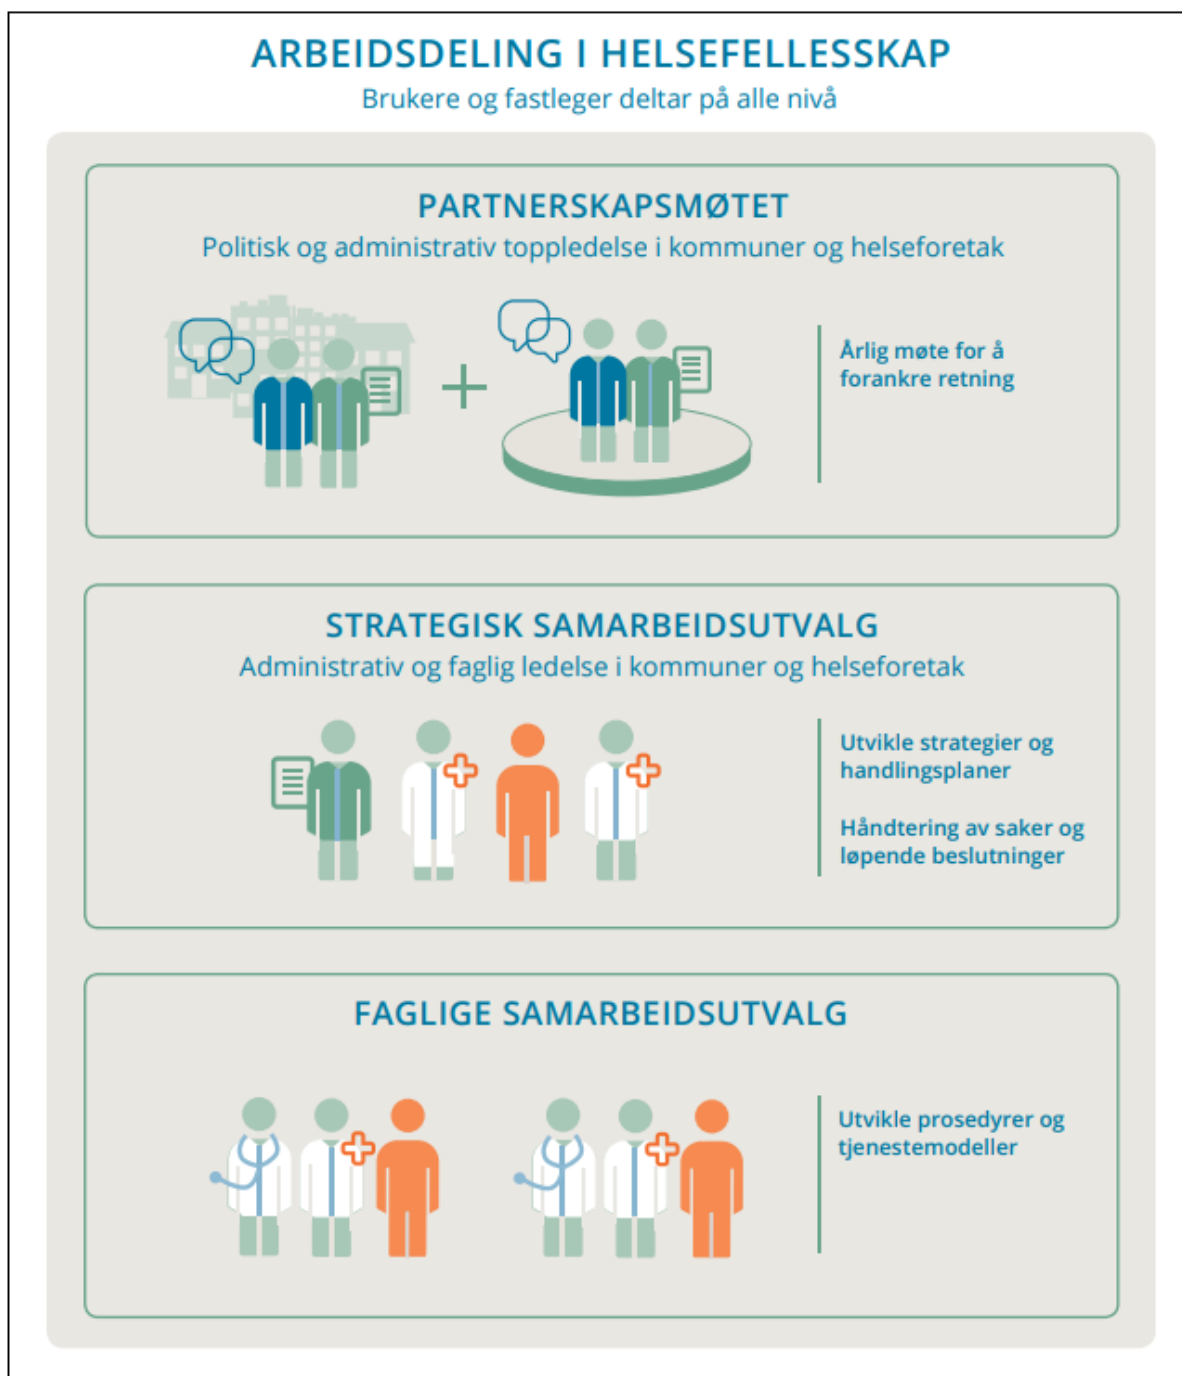 ARBEIDSDELING I HELSEFELLESSKAP
Brukere og fastleger deltar på alle nivå
PARTNERSKAPSMØTET
Politisk og administrativ toppledelse i kommuner og helseforetak
Årlig møte for å
forankre retning
STRATEGISK SAMARBEIDSUTVALG
Administrativ og faglig ledelse i kommuner og helseforetak
Utvikle strategier og
handlingsplaner
Håndtering av saker og
løpende beslutninger
FAGLIGE SAMARBEIDSUTVALG
Utvikle prosedyrer og
tjenestemodeller